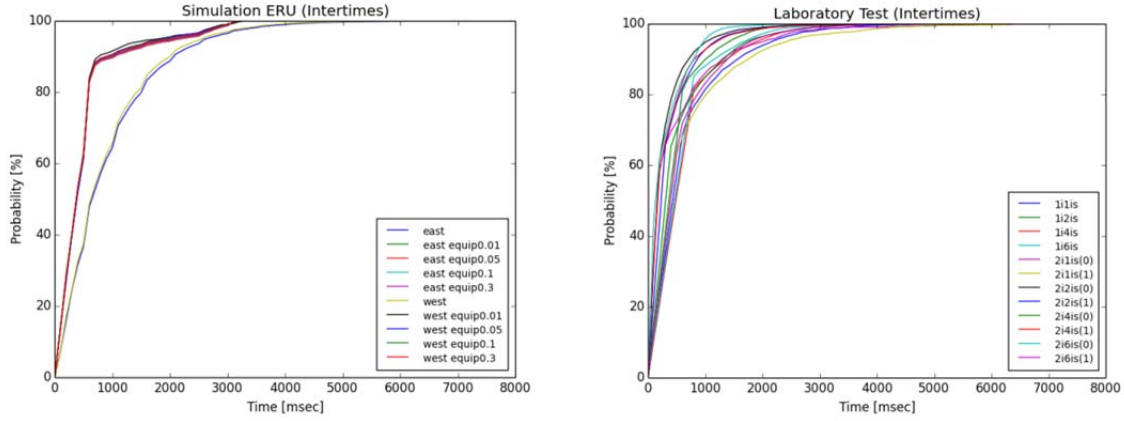 Simulation ERU (Intertimes)
100
80
60
40
20
0
Probability [%]
0 1000 2000 3000 4000 5000 6000 7000 8000
Time [msec]
east
east equip0.01
east equip0.05
east equip0.1
east equip0.3
west
west equip0.01
west equip0.05
west equip0.1
west equip0.3
Laboratory Test (Intertimes)
100
80
60
40
20
0
Probability [%]
0 1000 2000 3000 4000 5000 6000 7000 8000
Time [msec]
1i1is
1i2is
1i4is
1i6is
2i1is(0)
2i1is(1)
2i2is(0)
2i2is(1)
2i4is(0)
2i4is(1)
2i6is(0)
2i6is(1)